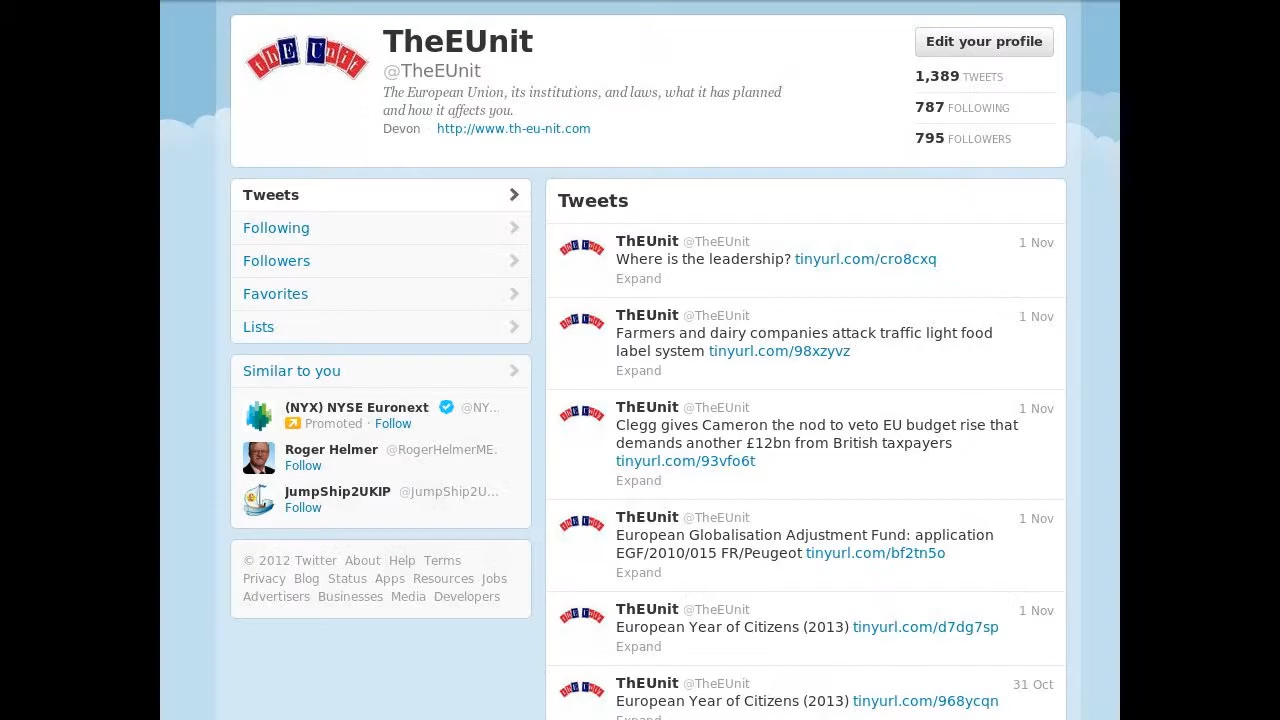 thE Unit
TheEUnit
@TheEUnit
The European Union, its institutions, and laws, what it has planned
and how it affects you.
Devon · http://www.th-eu-nit.com
Edit your profile
1,389 TWEETS
787 FOLLOWING
795 FOLLOWERS
Tweets
Following
Followers
Favorites
Lists
Similar to you
(NYX) NYSE Euronext @NY...
Promoted · Follow
Roger Helmer @RogerHelmerME.
Follow
JumpShip2UKIP @JumpShip2U...
Follow
© 2012 Twitter About Help Terms
Privacy Blog Status Apps Resources Jobs
Advertisers Businesses Media Developers
Tweets
ThEUnit @TheEUnit 1 Nov
Where is the leadership? tinyurl.com/cro8cxq
Expand
ThEUnit @TheEUnit 1 Nov
Farmers and dairy companies attack traffic light food
label system tinyurl.com/98xzyvz
Expand
ThEUnit @TheEUnit 1 Nov
Clegg gives Cameron the nod to veto EU budget rise that
demands another £12bn from British taxpayers
tinyurl.com/93vfo6t
Expand
ThEUnit @TheEUnit 1 Nov
European Globalisation Adjustment Fund: application
EGF/2010/015 FR/Peugeot tinyurl.com/bf2tn5o
Expand
ThEUnit @TheEUnit 1 Nov
European Year of Citizens (2013) tinyurl.com/d7dg7sp
Expand
ThEUnit @TheEUnit 31 Oct
European Year of Citizens (2013) tinyurl.com/968ycqn
Expand